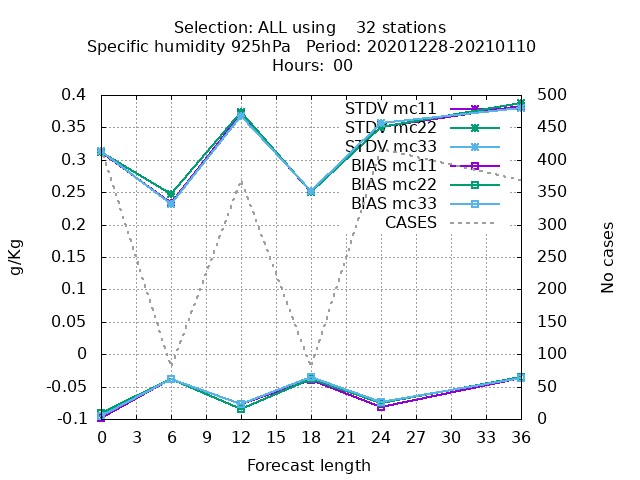 Selection: ALL using    32 stations
Specific humidity 925hPa   Period: 20201228-20210110
Hours:  00
STDV mc11
STDV mc22
STDV mc33
BIAS mc11
BIAS mc22
BIAS mc33
CASES
0.4
0.35
0.3
0.25
0.2
0.15
0.1
0.05
0
-0.05
-0.1
g/Kg
500
450
400
350
300
250
200
150
100
50
0
No cases
0 3 6 9 12 15 18 21 24 27 30 33 36
Forecast length